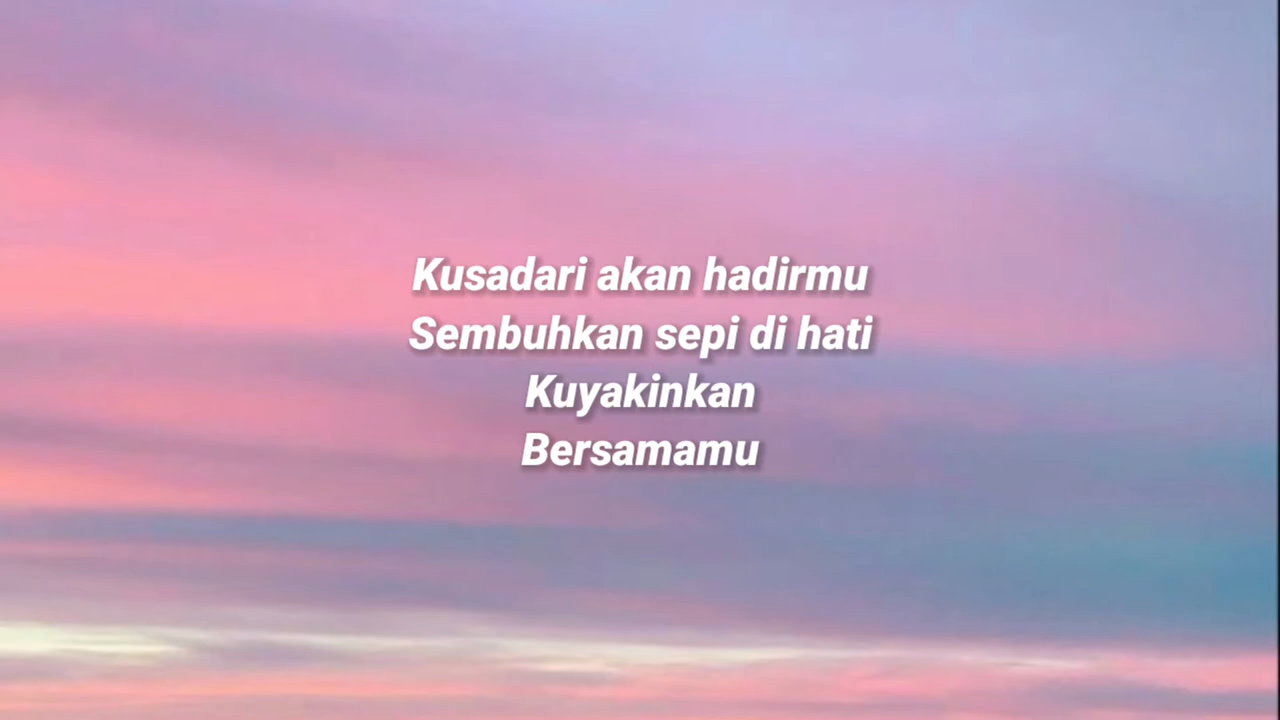 Kusadari akan hadirmu
Sembuhkan sepi di hati
Kuyakinkan
Bersamamu